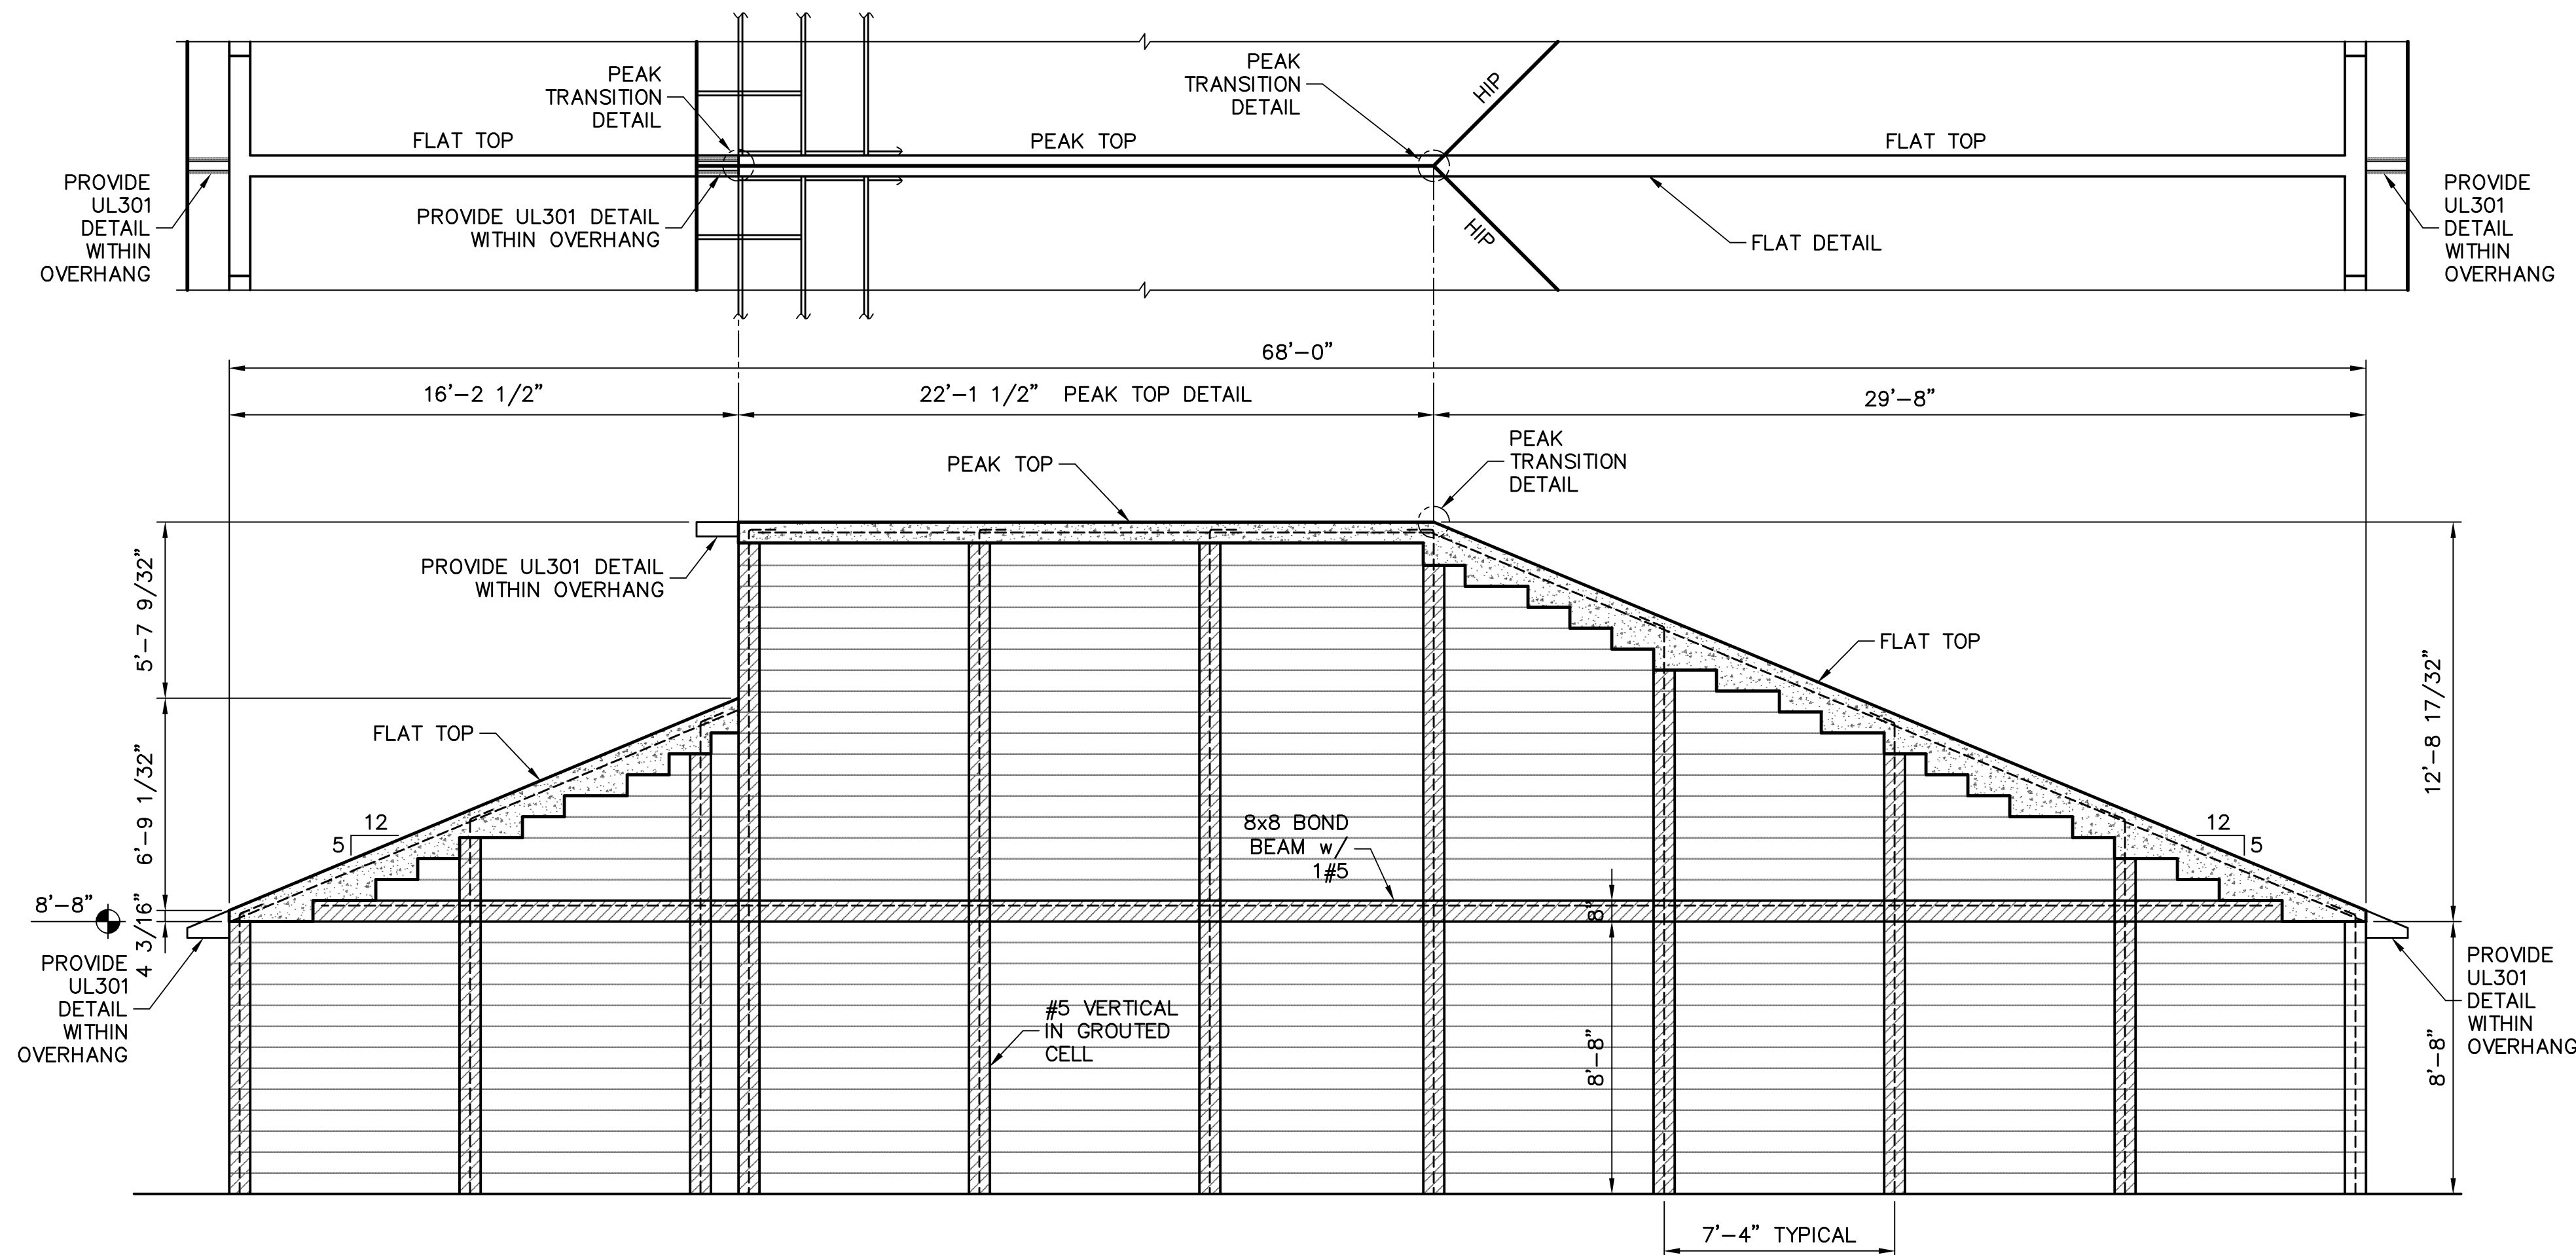 PEAK
TRANSITION
DETAIL
PEAK
TRANSITION
DETAIL
HIP
FLAT TOP
PEAK TOP
FLAT TOP
PROVIDE
UL301
DETAIL
WITHIN
OVERHANG
PROVIDE UL301 DETAIL
WITHIN OVERHANG
HIP
FLAT DETAIL
PROVIDE
UL301
DETAIL
WITHIN
OVERHANG
68'-0"
16'-2 1/2"
22'-1 1/2" PEAK TOP DETAIL
29'-8"
PEAK TOP
PEAK
TRANSITION
DETAIL
PROVIDE UL301 DETAIL
WITHIN OVERHANG
5'-7 9/32"
FLAT TOP
12'-8 17/32"
FLAT TOP
6'-9 1/32"
12
5
8x8 BOND
BEAM w/
1#5
12
5
8'-8"
4 3/16"
8"
PROVIDE
UL301
DETAIL
WITHIN
OVERHANG
#5 VERTICAL
IN GROUTED
CELL
8'-8"
8'-8"
PROVIDE
UL301
DETAIL
WITHIN
OVERHANG
7'-4" TYPICAL